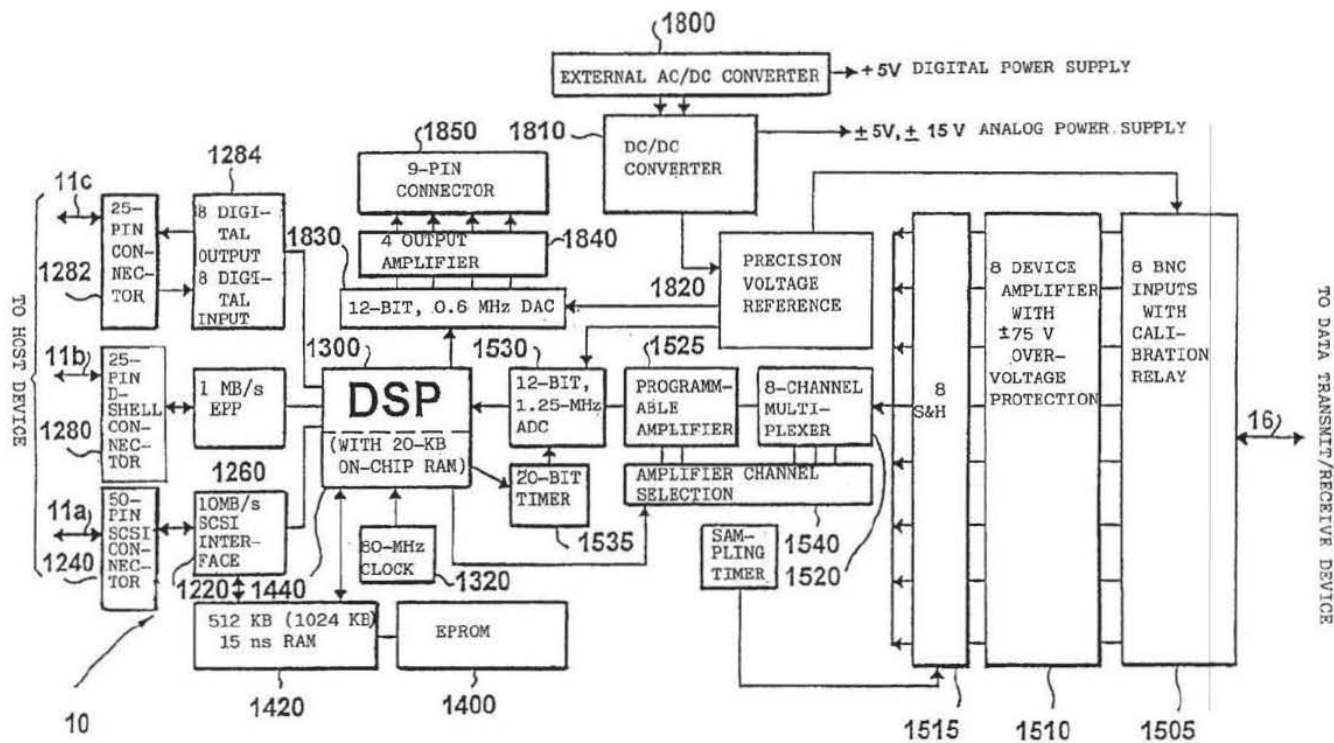 1800
EXTERNAL AC/DC CONVERTER
+5V DIGITAL POWER SUPPLY
1810
DC/DC
CONVERTER
±5V, ± 15 V ANALOG POWER SUPPLY
1850
9-PIN
CONNECTOR
1284
11c
25-
PIN
CON-
NEC-
TOR
1282
8 DIGI-
TAL
OUTPUT
8 DIGI-
TAL
INPUT
1830
4 OUTPUT
AMPLIFIER
1840
12-BIT, 0.6 MHz DAC
1820
PRECISION
VOLTAGE
REFERENCE
TO HOST DEVICE
11b
25-
PIN
D-
SHELL
CON-
NEC-
TOR
1280
1 MB/s
EPP
1260
1300
DSP
(WITH 20-KB
ON-CHIP RAM)
1530
12-BIT,
1.25-MHz
ADC
1525
PROGRAMM-
ABLE
AMPLIFIER
8-CHANNEL
MULTI-
PLEXER
8
S&H
8 DEVICE
AMPLIFIER
WITH
±75 V
OVER-
VOLTAGE
PROTECTION
8 BNC
INPUTS
WITH
CALI-
BRATION
RELAY
16
TO DATA TRANSMIT/RECEIVE DEVICE
11a
50-
PIN
SCSI
CON-
NEC-
TOR
1240
10MB/s
SCSI
INTER-
FACE
1220
1440
80-MHz
CLOCK
1320
20-BIT
TIMER
1535
AMPLIFIER CHANNEL
SELECTION
1540
1520
SAM-
PLING
TIMER
512 KB (1024 KB)
15 ns RAM
EPROM
10
1420
1400
1515
1510
1505